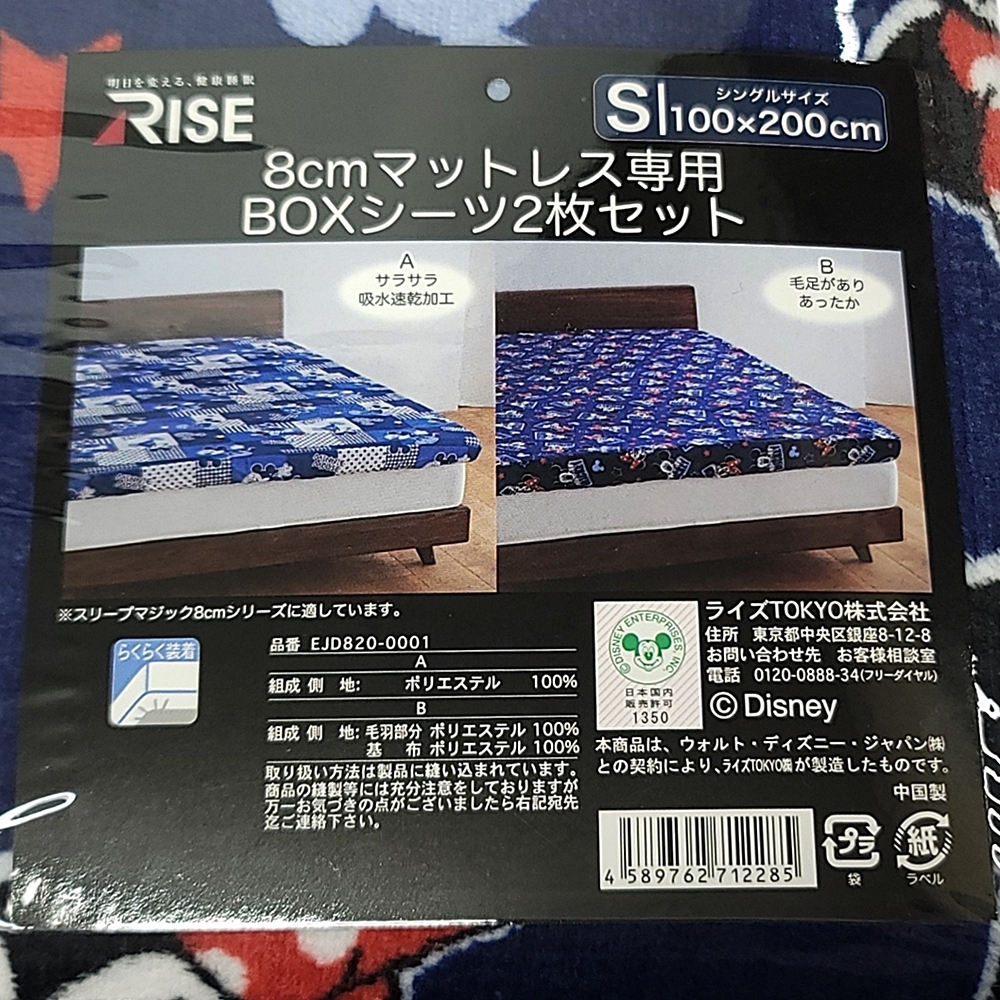 明日を変える、健康睡眠
RISE
S シングルサイズ
100×200cm
8cmマットレス専用
BOXシーツ2枚セット
A
サラサラ
吸水速乾加工
B
毛足があり
あったか
※スリープマジック8cmシリーズに適しています。
らくらく装着
品番 EJD820-0001
A
組成 側 地: ポリエステル 100%
B
組成 側 地: 毛羽部分 ポリエステル 100%
基 布 ポリエステル 100%
取り扱い方法は製品に縫い込まれています。
商品の縫製等には充分注意をしておりますが
万一お気づきの点がございましたら右記宛先
迄ご連絡下さい。
©DISNEY ENTERPRISES, INC.
日本国内
販売許可
1350
ライズTOKYO株式会社
住所 東京都中央区銀座8-12-8
お問い合わせ先 お客様相談室
電話 0120-0888-34(フリーダイヤル)
© Disney
本商品は、ウォルト・ディズニー・ジャパン㈱
との契約により、ライズTOKYO㈱が製造したものです。
中国製
4 589762 712285
プラ
袋
紙
ラベル